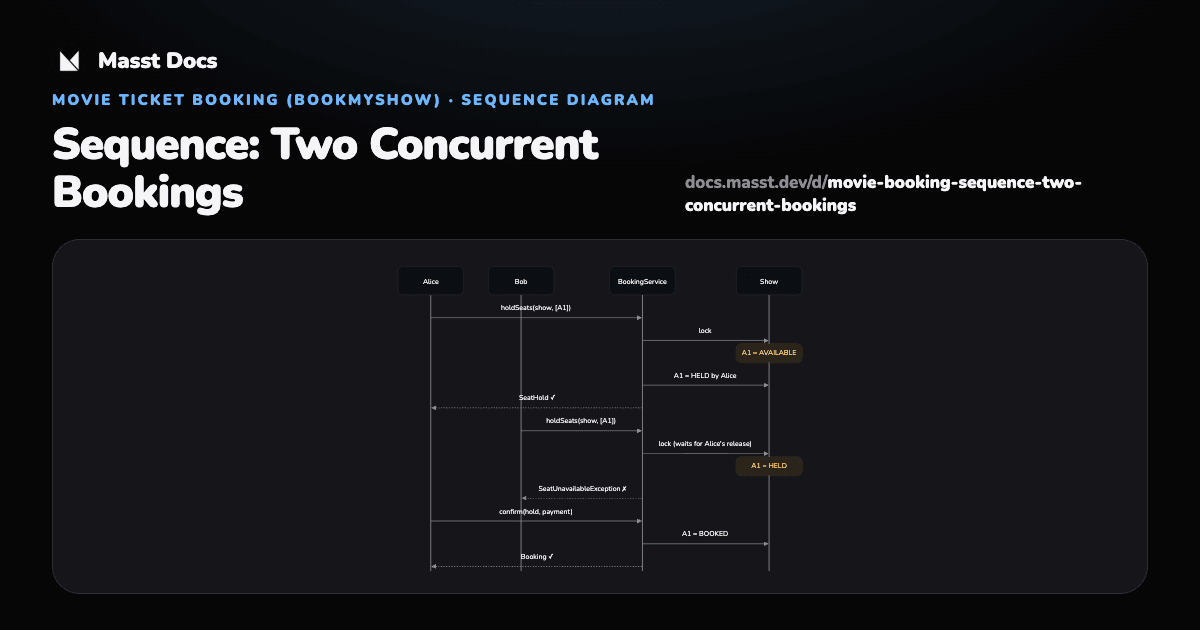 Masst Docs
MOVIE TICKET BOOKING (BOOKMYSHOW) · SEQUENCE DIAGRAM
Sequence: Two Concurrent
Bookings
docs.masst.dev/d/movie-booking-sequence-two-
concurrent-bookings
Alice
Bob
BookingService
Show
holdSeats(show, [A1])
lock
A1 = AVAILABLE
A1 = HELD by Alice
SeatHold ✓
holdSeats(show, [A1])
lock (waits for Alice's release)
A1 = HELD
SeatUnavailableException ✗
confirm(hold, payment)
A1 = BOOKED
Booking ✓